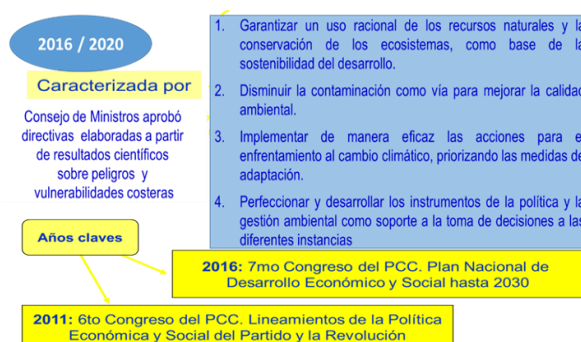 2016 / 2020
Caracterizada por
Consejo de Ministros aprobó
directivas elaboradas a partir
de resultados científicos
sobre peligros y
vulnerabilidades costeras
1. Garantizar un uso racional de los recursos naturales y la
conservación de los ecosistemas, como base de la
sostenibilidad del desarrollo.
2. Disminuir la contaminación como vía para mejorar la calidad
ambiental.
3. Implementar de manera eficaz las acciones para e
enfrentamiento al cambio climático, priorizando las medidas de
adaptación.
4. Perfeccionar y desarrollar los instrumentos de la política y la
gestión ambiental como soporte a la toma de decisiones a las
diferentes instancias
Años claves
2016: 7mo Congreso del PCC. Plan Nacional de
Desarrollo Económico y Social hasta 2030
2011: 6to Congreso del PCC. Lineamientos de la Política
Económica y Social del Partido y la Revolución